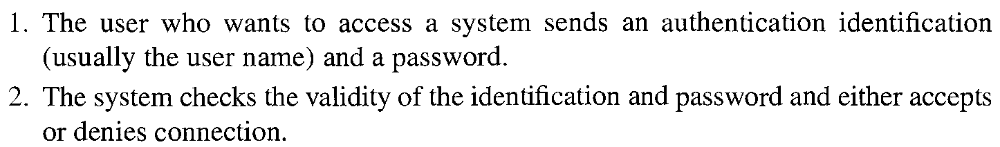 1. The user who wants to access a system sends an authentication identification
(usually the user name) and a password.
2. The system checks the validity of the identification and password and either accepts
or denies connection.